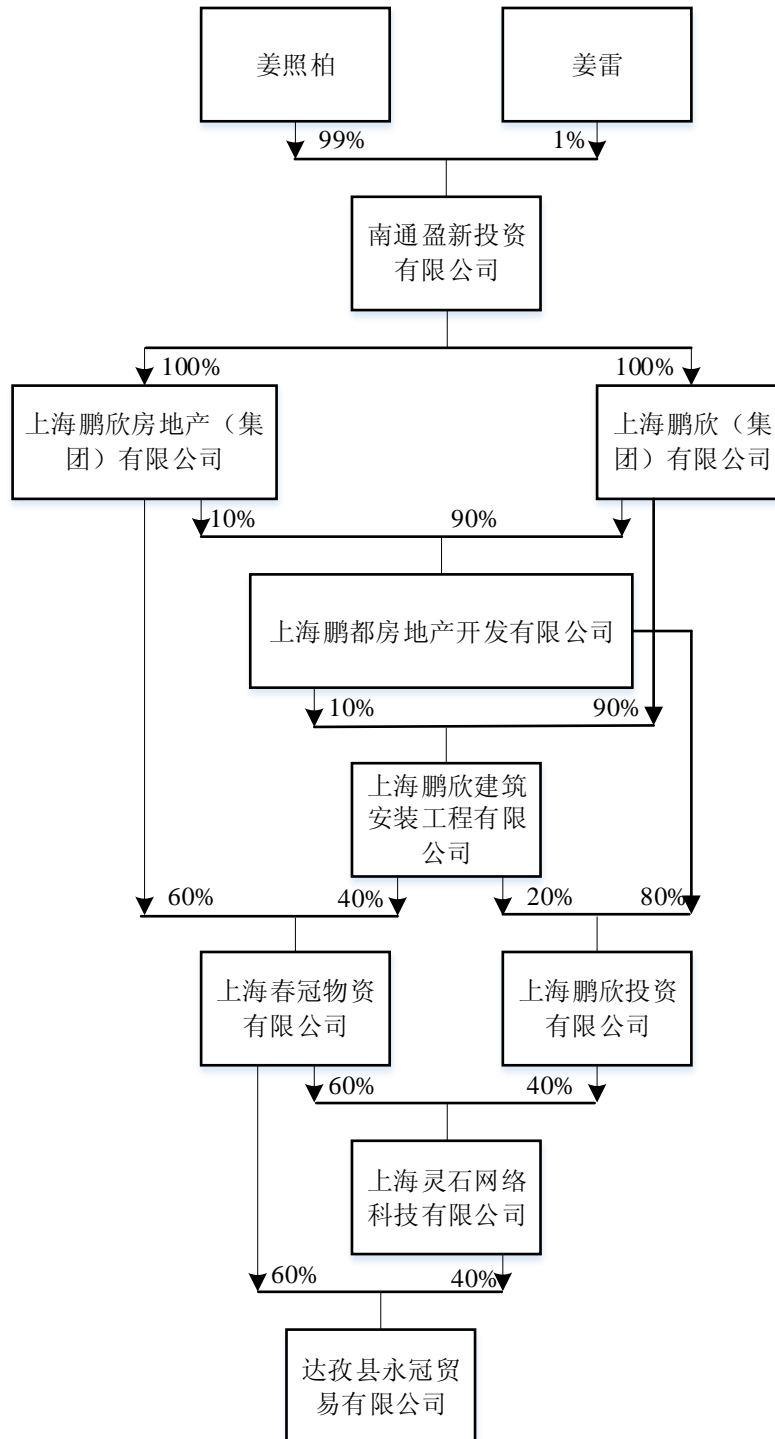 姜照柏
姜雷
99%
1%
南通盈新投资
有限公司
100%
100%
上海鹏欣房地产（集
团）有限公司
上海鹏欣（集
团）有限公司
10%
90%
上海鹏都房地产开发有限公司
10%
90%
上海鹏欣建筑
安装工程有限
公司
60%
40%
20%
80%
上海春冠物资
有限公司
上海鹏欣投资
有限公司
60%
40%
上海灵石网络
科技有限公司
60%
40%
达孜县永冠贸
易有限公司